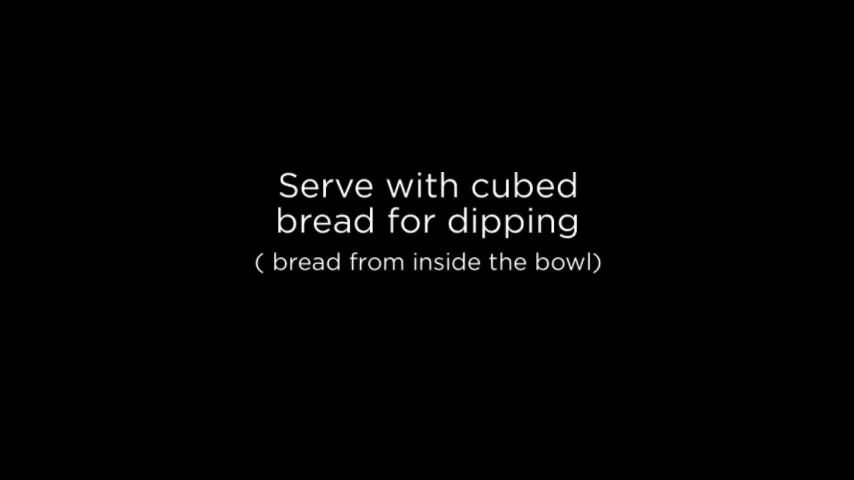 Serve with cubed
bread for dipping
( bread from inside the bowl)